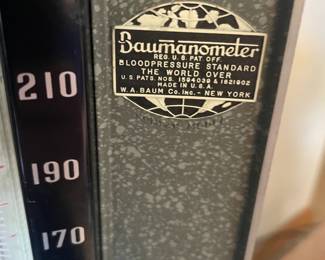 Baumanometer
REG. U.S. PAT. OFF.
BLOODPRESSURE STANDARD
THE WORLD OVER
U.S. PATS. NOS. 1594039 & 1821902
MADE IN U.S.A.
W.A. BAUM Co. Inc. - NEW YORK
210
190
170